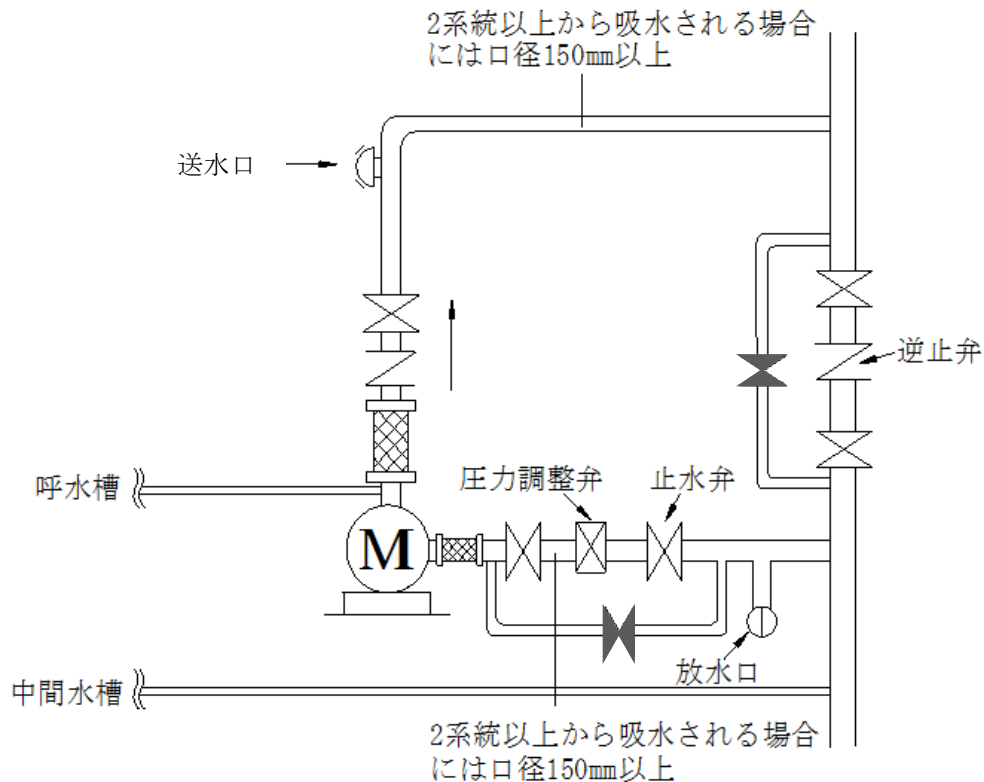 2系統以上から吸水される場合
には口径150mm以上
送水口
逆止弁
圧力調整弁
止水弁
呼水槽
M
放水口
中間水槽
2系統以上から吸水される場合
には口径150mm以上